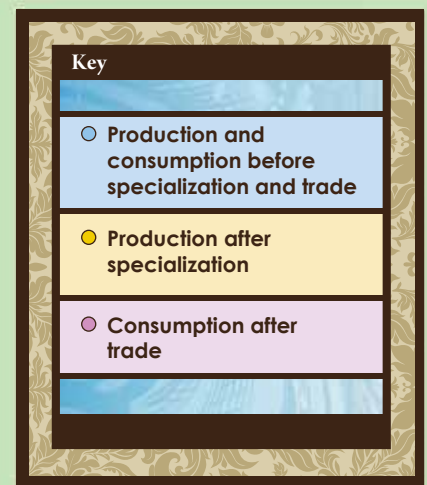 Key
Production and
consumption before
specialization and trade
Production after
specialization
Consumption after
trade